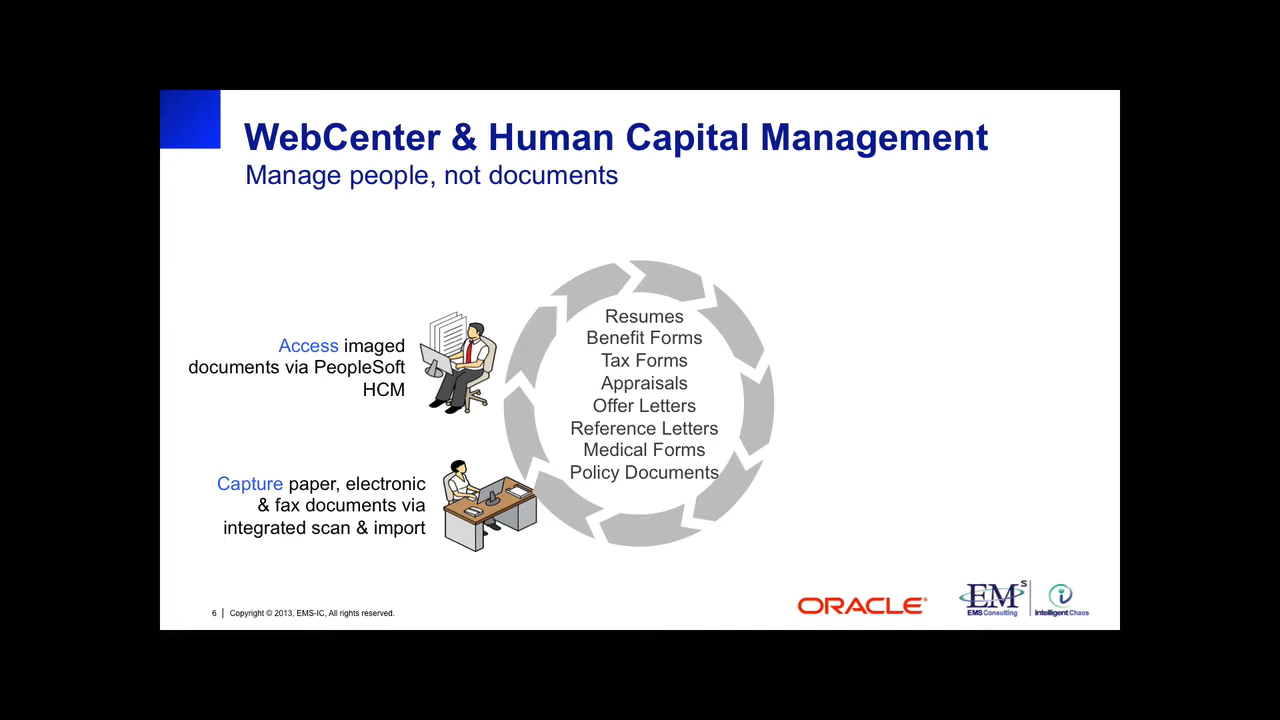 WebCenter & Human Capital Management
Manage people, not documents
Access imaged
documents via PeopleSoft
HCM
Capture paper, electronic
& fax documents via
integrated scan & import
Resumes
Benefit Forms
Tax Forms
Appraisals
Offer Letters
Reference Letters
Medical Forms
Policy Documents
6 | Copyright © 2013, EMS-IC, All rights reserved.
ORACLE®
EMS
EMS Consulting
i
Intelligent Chaos